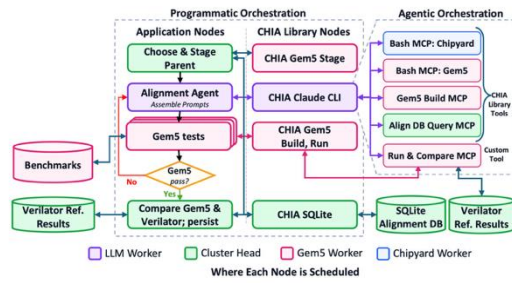 Programmatic Orchestration
Agentic Orchestration
Application Nodes
CHIA Library Nodes
Choose & Stage
Parent
CHIA Gem5 Stage
Bash MCP: Chipyard
Bash MCP: Gem5
Alignment Agent
Assemble Prompts
CHIA Claude CLI
Gem5 Build MCP
CHIA
Library
Tools
Gem5 tests
CHIA Gem5
Build, Run
Align DB Query MCP
Benchmarks
Run & Compare MCP
Custom
Tool
Gem5
pass?
No
Yes
Verilator Ref.
Results
Compare Gem5 &
Verilator; persist
CHIA SQLite
SQLite
Alignment DB
Verilator
Ref. Results
LLM Worker
Cluster Head
Gem5 Worker
Chipyard Worker
Where Each Node is Scheduled